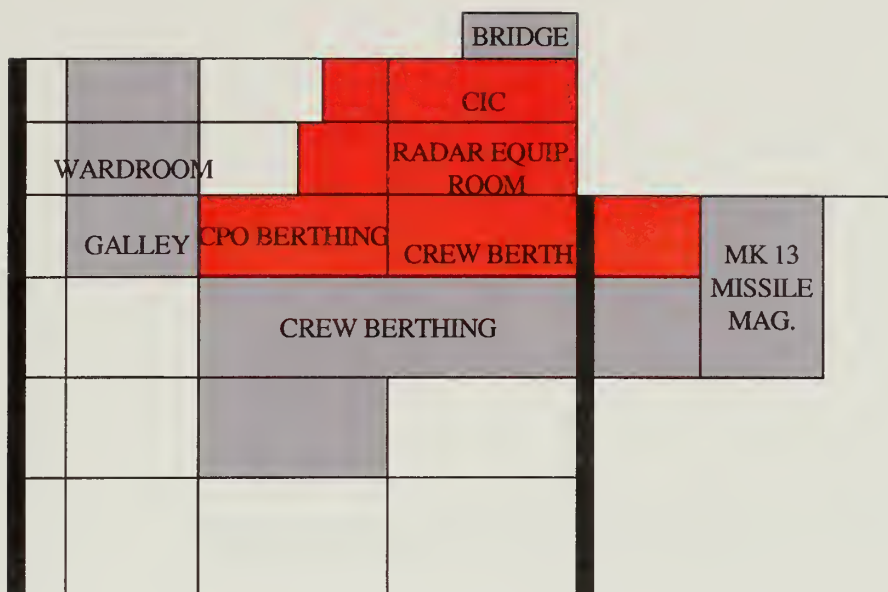 BRIDGE
CIC
WARDROOM
RADAR EQUIP.
ROOM
GALLEY
CPO BERTHING
CREW BERTH
MK 13
MISSILE
MAG.
CREW BERTHING